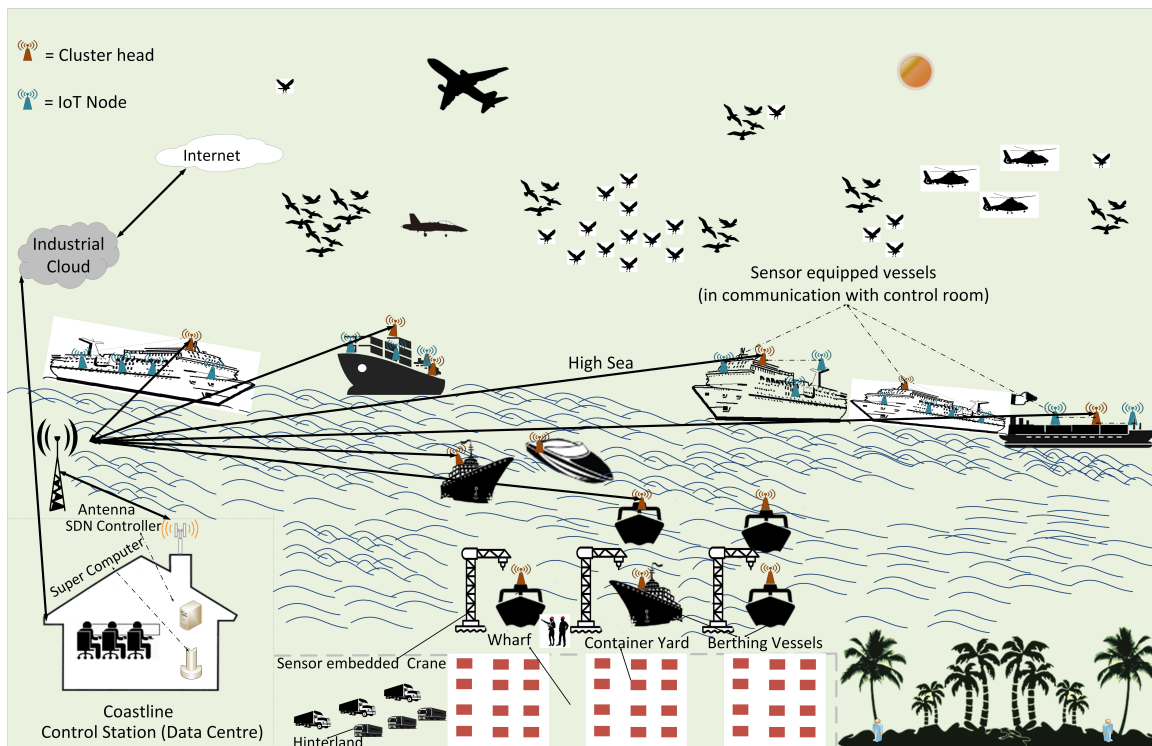 = Cluster head
= IoT Node
Internet
Industrial
Cloud
Sensor equipped vessels
(in communication with control room)
High Sea
Antenna
SDN Controller
Super Computer
Wharf
Container Yard
Berthing Vessels
Sensor embedded Crane
Hinterland
Coastline
Control Station (Data Centre)